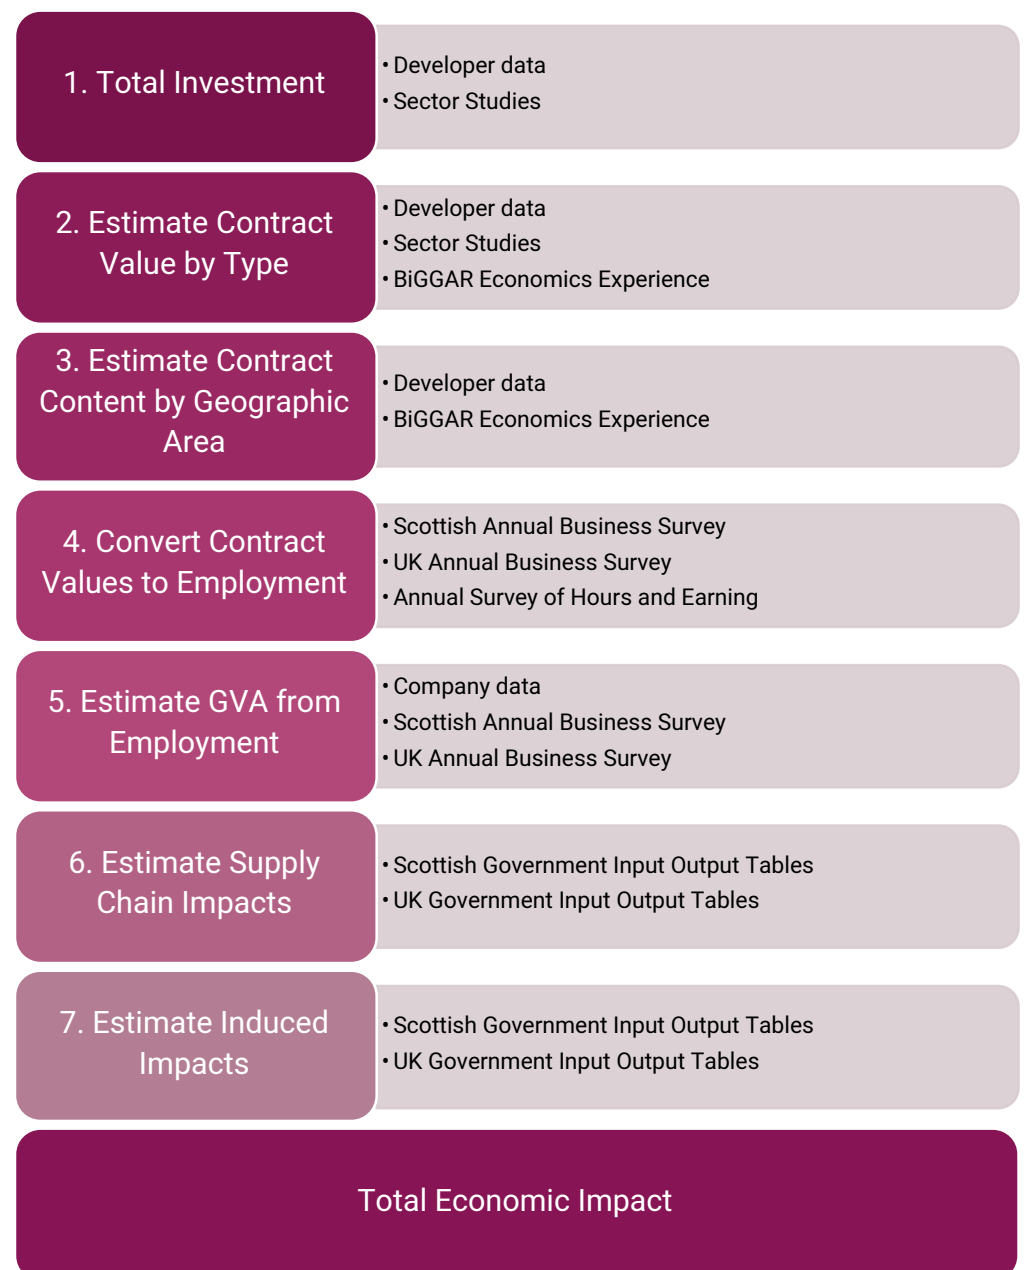 1. Total Investment
• Developer data
• Sector Studies
2. Estimate Contract
Value by Type
• Developer data
• Sector Studies
• BiGGAR Economics Experience
3. Estimate Contract
Content by Geographic
Area
• Developer data
• BiGGAR Economics Experience
4. Convert Contract
Values to Employment
• Scottish Annual Business Survey
• UK Annual Business Survey
• Annual Survey of Hours and Earning
5. Estimate GVA from
Employment
• Company data
• Scottish Annual Business Survey
• UK Annual Business Survey
6. Estimate Supply
Chain Impacts
• Scottish Government Input Output Tables
• UK Government Input Output Tables
7. Estimate Induced
Impacts
• Scottish Government Input Output Tables
• UK Government Input Output Tables
Total Economic Impact